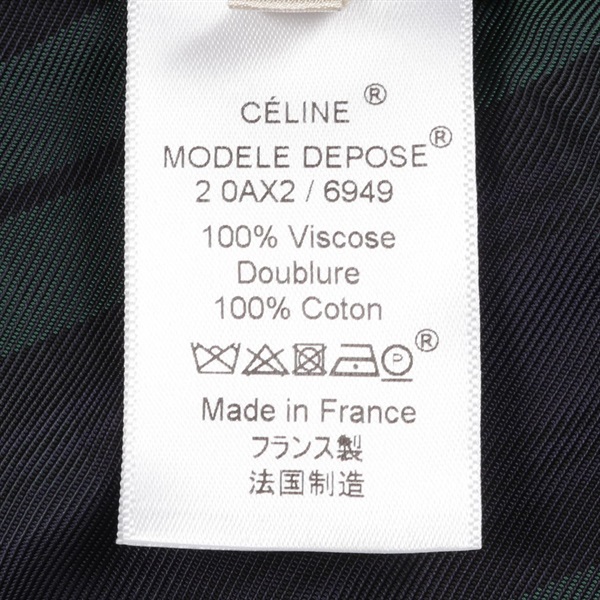 CÉLINE ®
MODELE DEPOSE ®
2 0AX2 / 6949
100% Viscose
Doublure
100% Coton
P ®
Made in France
フランス製
法国制造